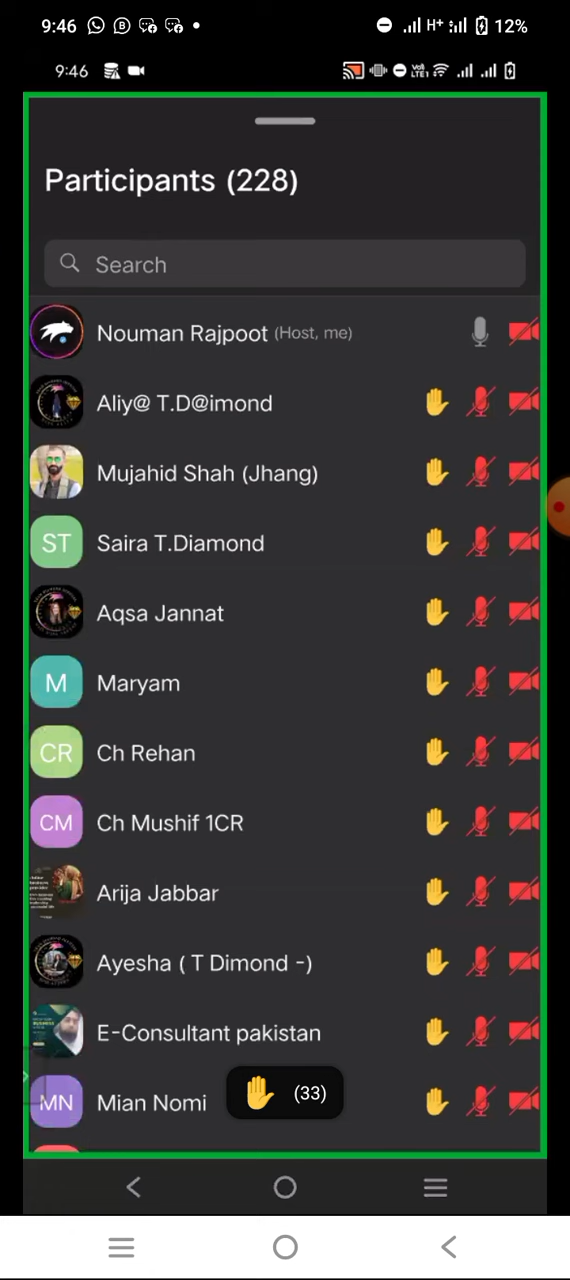 9:46 H+ 12%
9:46 LTE1
Participants (228)
Search
Nouman Rajpoot (Host, me)
Aliy@ T.D@imond
Mujahid Shah (Jhang)
ST Saira T.Diamond
Aqsa Jannat
M Maryam
CR Ch Rehan
CM Ch Mushif 1CR
Arija Jabbar
Ayesha ( T Dimond -)
E-Consultant pakistan
MN Mian Nomi (33)